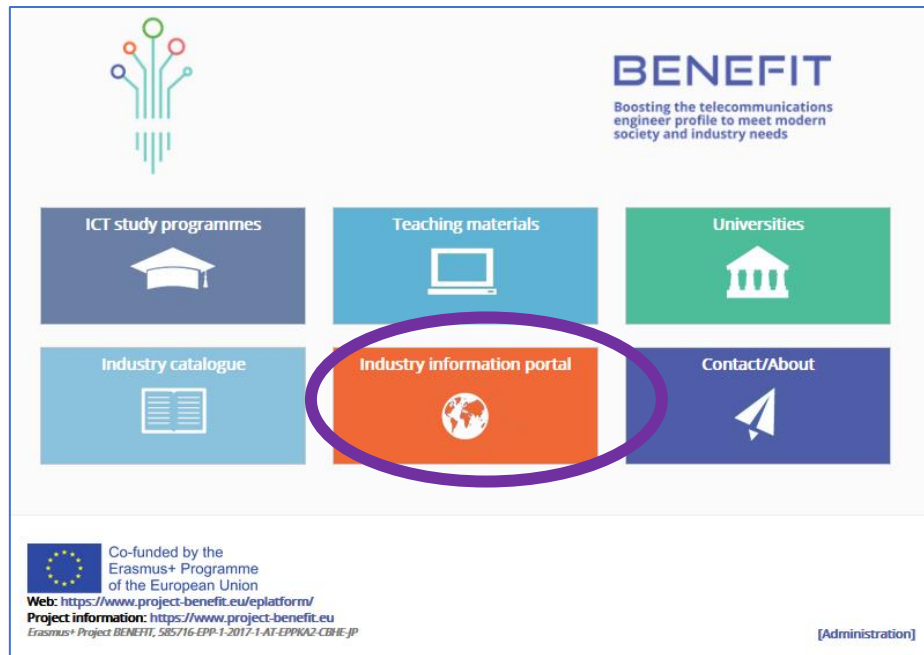 BENEFIT
Boosting the telecommunications
engineer profile to meet modern
society and industry needs
ICT study programmes
Teaching materials
Universities
Industry catalogue
Industry information portal
Contact/About
Co-funded by the
Erasmus+ Programme
of the European Union
Web: https://www.project-benefit.eu/eplatform/
Project information: https://www.project-benefit.eu
Erasmus+ Project BENEFIT, 585716-EPP-1-2017-1-AT-EPPKA2-CBHE-JP
[Administration]